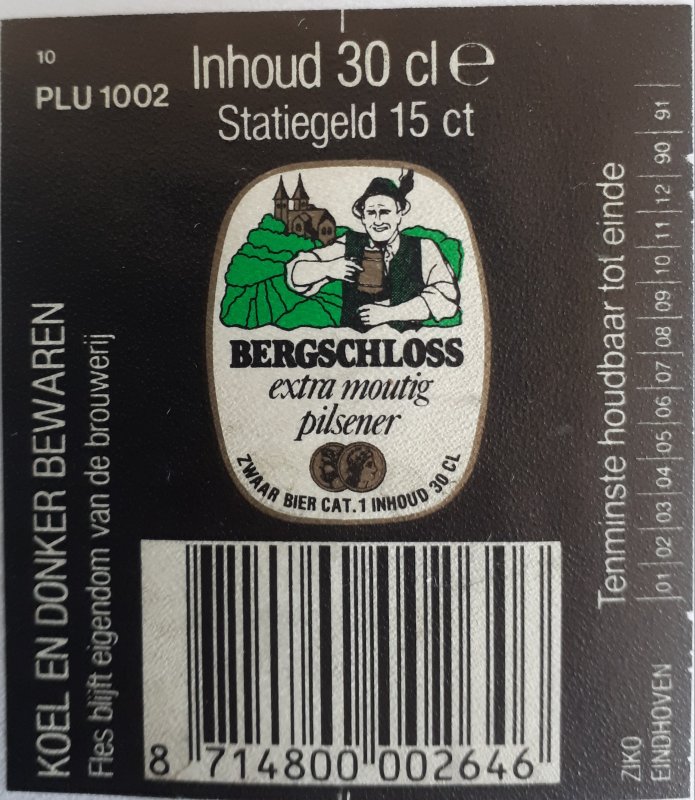 10
PLU 1002
Inhoud 30 cl ℮
Statiegeld 15 ct
KOEL EN DONKER BEWAREN
Fles blijft eigendom van de brouwerij
BERGSCHLOSS
extra moutig
pilsener
ZWAAR BIER CAT. 1 INHOUD 30 CL
8 714800 002646
Tenminste houdbaar tot einde
01 02 03 04 05 06 07 08 09 10 11 12 90 91
ZIKO
EINDHOVEN